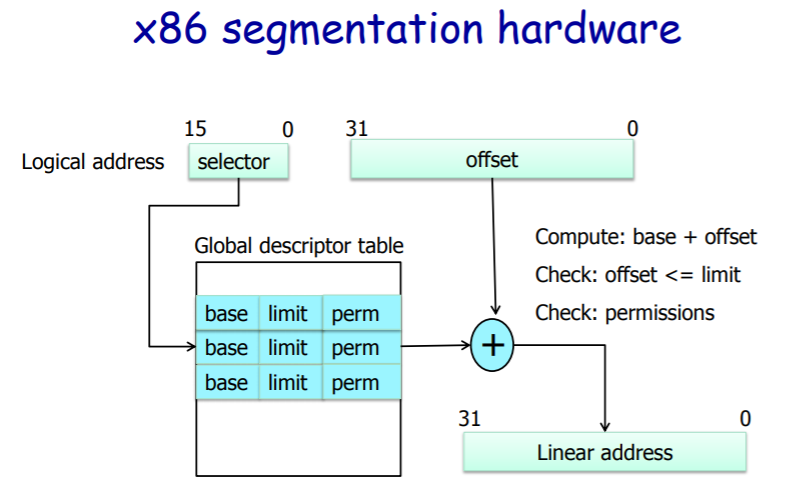 x86 segmentation hardware
15 0 31 0
Logical address selector offset
Global descriptor table
Compute: base + offset
Check: offset <= limit
Check: permissions
base limit perm
base limit perm
base limit perm
+
31 0
Linear address